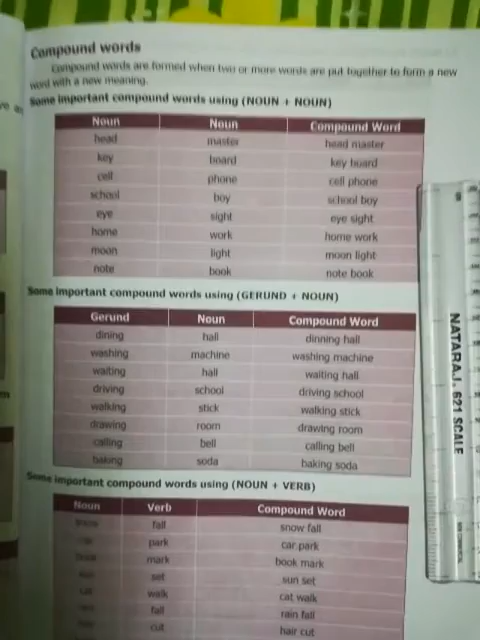 Compound words
Compound words are formed when two or more words are put together to form a new
word with a new meaning.
Some important compound words using (NOUN + NOUN)
Noun Noun Compound Word
head master head master
key board key board
cell phone cell phone
school boy school boy
eye sight eye sight
home work home work
moon light moon light
note book note book
Some important compound words using (GERUND + NOUN)
Gerund Noun Compound Word
dining hall dinning hall
washing machine washing machine
waiting hall waiting hall
driving school driving school
walking stick walking stick
drawing room drawing room
calling bell calling bell
baking soda baking soda
Some important compound words using (NOUN + VERB)
Noun Verb Compound Word
snow fall snow fall
park car park
book mark book mark
set sun set
cat walk cat walk
fall rain fall
cut hair cut
NATARAJ. 621 SCALE